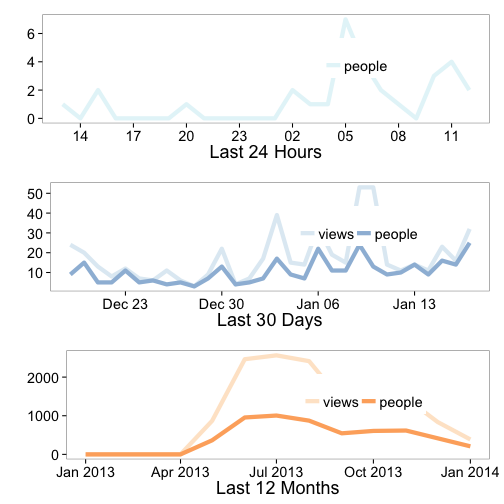 6
4
2
0
people
14 17 20 23 02 05 08 11
Last 24 Hours
50
40
30
20
10
views people
Dec 23 Dec 30 Jan 06 Jan 13
Last 30 Days
2000
1000
0
views people
Jan 2013 Apr 2013 Jul 2013 Oct 2013 Jan 2014
Last 12 Months